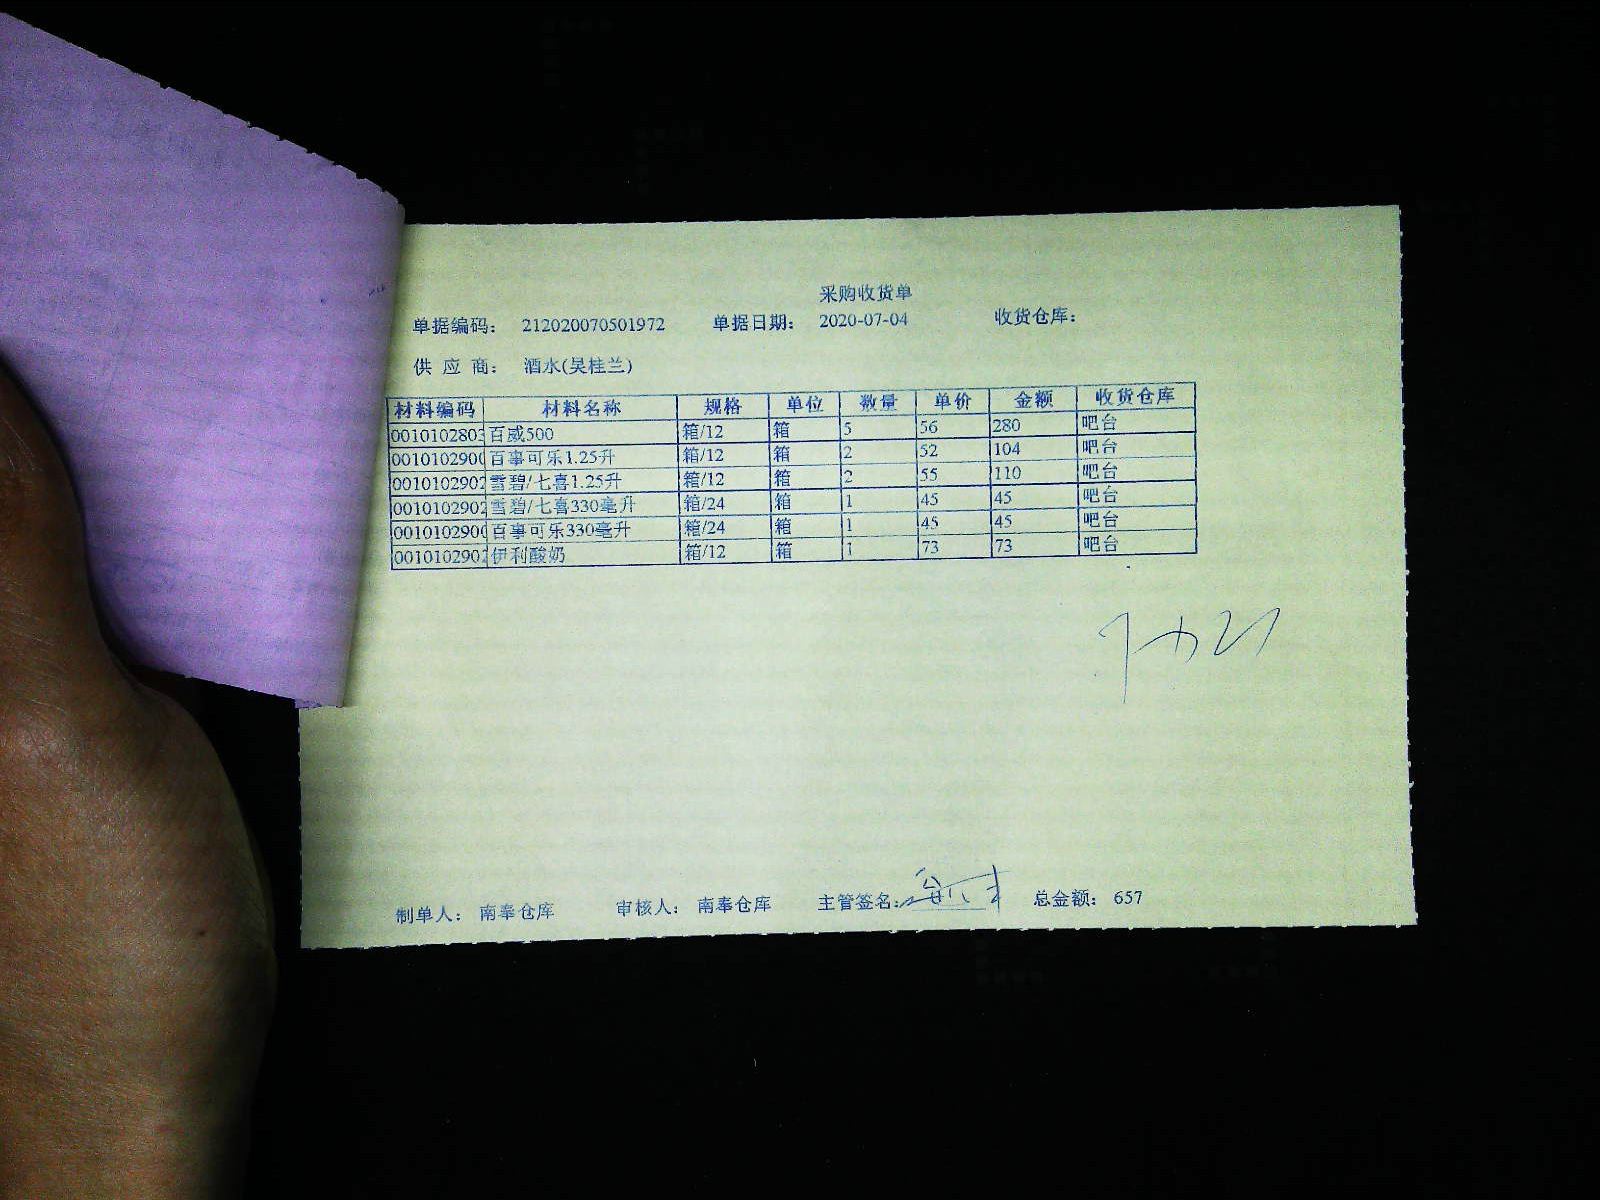 采购收货单
单据编码： 212020070501972 单据日期： 2020-07-04 收货仓库：
供 应 商： 酒水(吴桂兰)
材料编码 材料名称 规格 单位 数量 单价 金额 收货仓库
0010102803 百威500 箱/12 箱 5 56 280 吧台
001010290 百事可乐1.25升 箱/12 箱 2 52 104 吧台
0010102902 雪碧/七喜1.25升 箱/12 箱 2 55 110 吧台
0010102902 雪碧/七喜330毫升 箱/24 箱 1 45 45 吧台
001010290 百事可乐330毫升 箱/24 箱 1 45 45 吧台
0010102902 伊利酸奶 箱/12 箱 1 73 73 吧台
制单人： 南奉仓库 审核人： 南奉仓库 主管签名： 总金额： 657